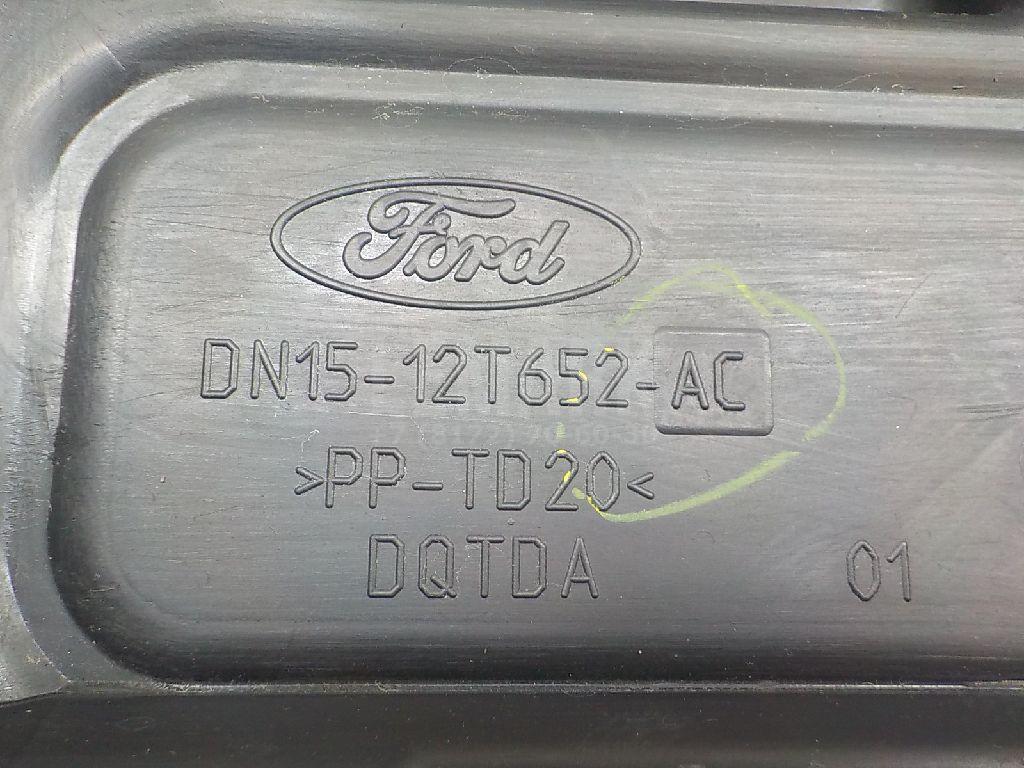 Ford
DN15-12T652-AC
>PP-TD20<
DQTDA 01